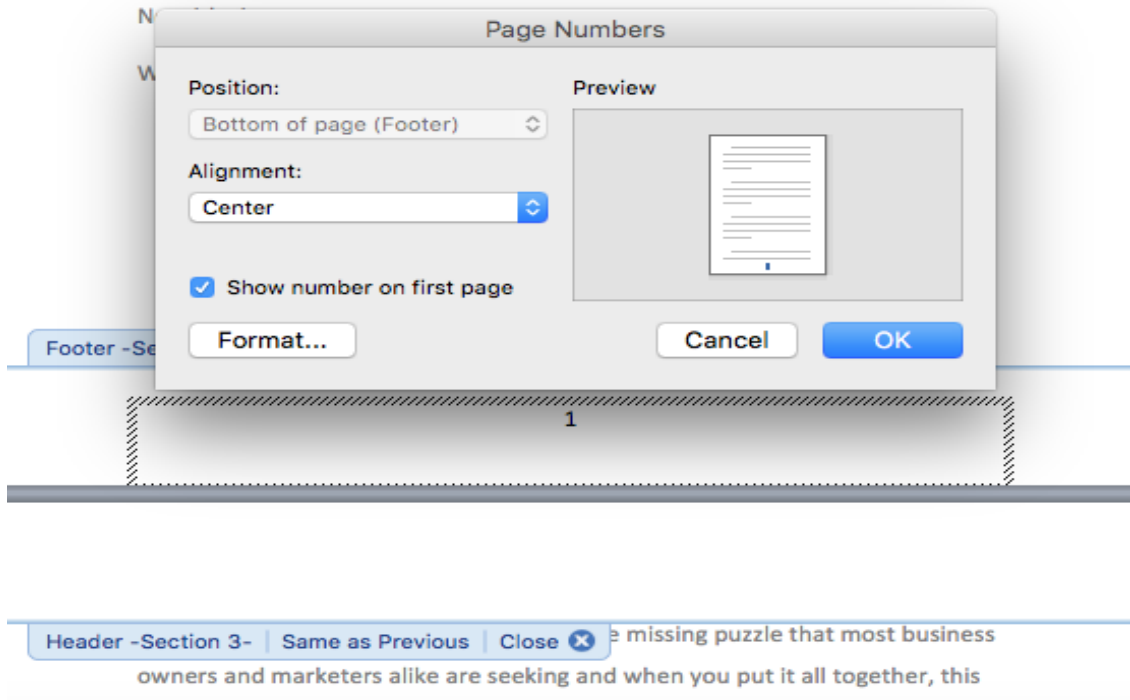 Page Numbers
Position:
Preview
Bottom of page (Footer)
Alignment:
Center
Show number on first page
Format...
Cancel
OK
Footer -Se
1
Header -Section 3-
Same as Previous
Close
missing puzzle that most business
owners and marketers alike are seeking and when you put it all together, this